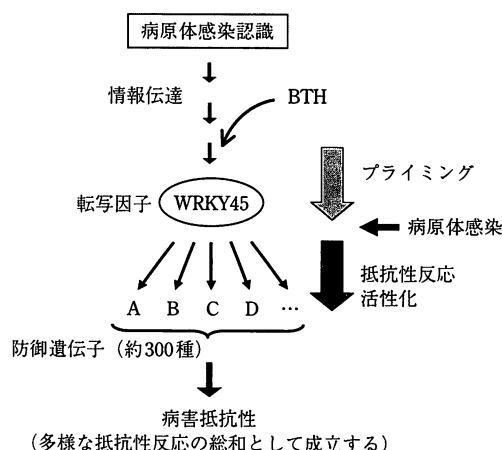 病原体感染認識
情報伝達
BTH
プライミング
転写因子
WRKY45
病原体感染
抵抗性反応
活性化
A B C D …
防御遺伝子（約300種）
病害抵抗性
（多様な抵抗性反応の総和として成立する）